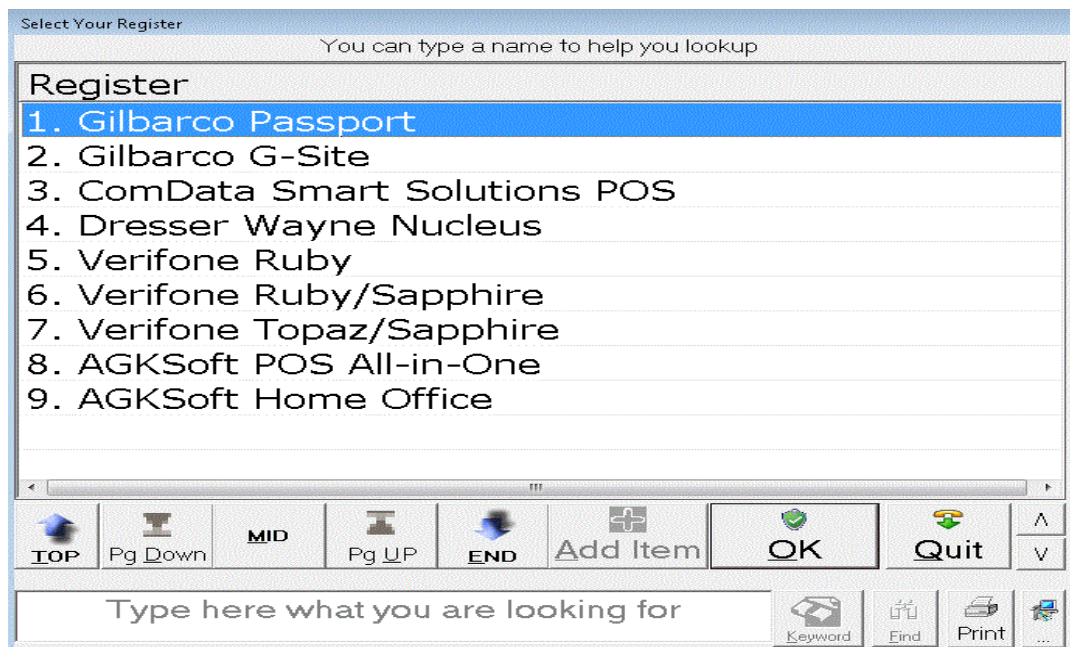 Select Your Register
You can type a name to help you lookup
Register
1. Gilbarco Passport
2. Gilbarco G-Site
3. ComData Smart Solutions POS
4. Dresser Wayne Nucleus
5. Verifone Ruby
6. Verifone Ruby/Sapphire
7. Verifone Topaz/Sapphire
8. AGKSoft POS All-in-One
9. AGKSoft Home Office
TOP Pg Down MID Pg UP END Add Item OK Quit
Type here what you are looking for Keyword Find Print ...